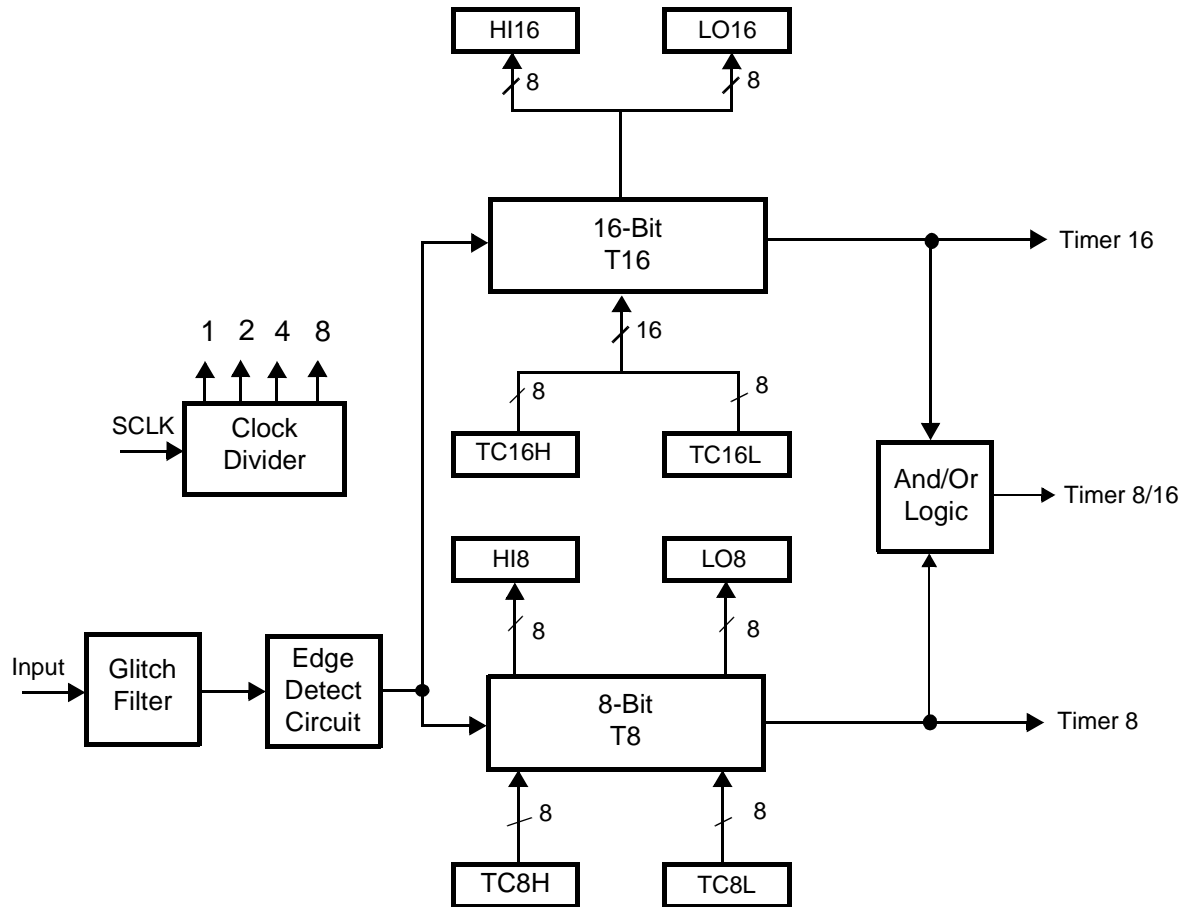 HI16
LO16
8
8
16-Bit
T16
Timer 16
1 2 4 8
16
8
8
SCLK
Clock
Divider
TC16H
TC16L
And/Or
Logic
Timer 8/16
HI8
LO8
8
8
Input
Glitch
Filter
Edge
Detect
Circuit
8-Bit
T8
Timer 8
8
8
TC8H
TC8L